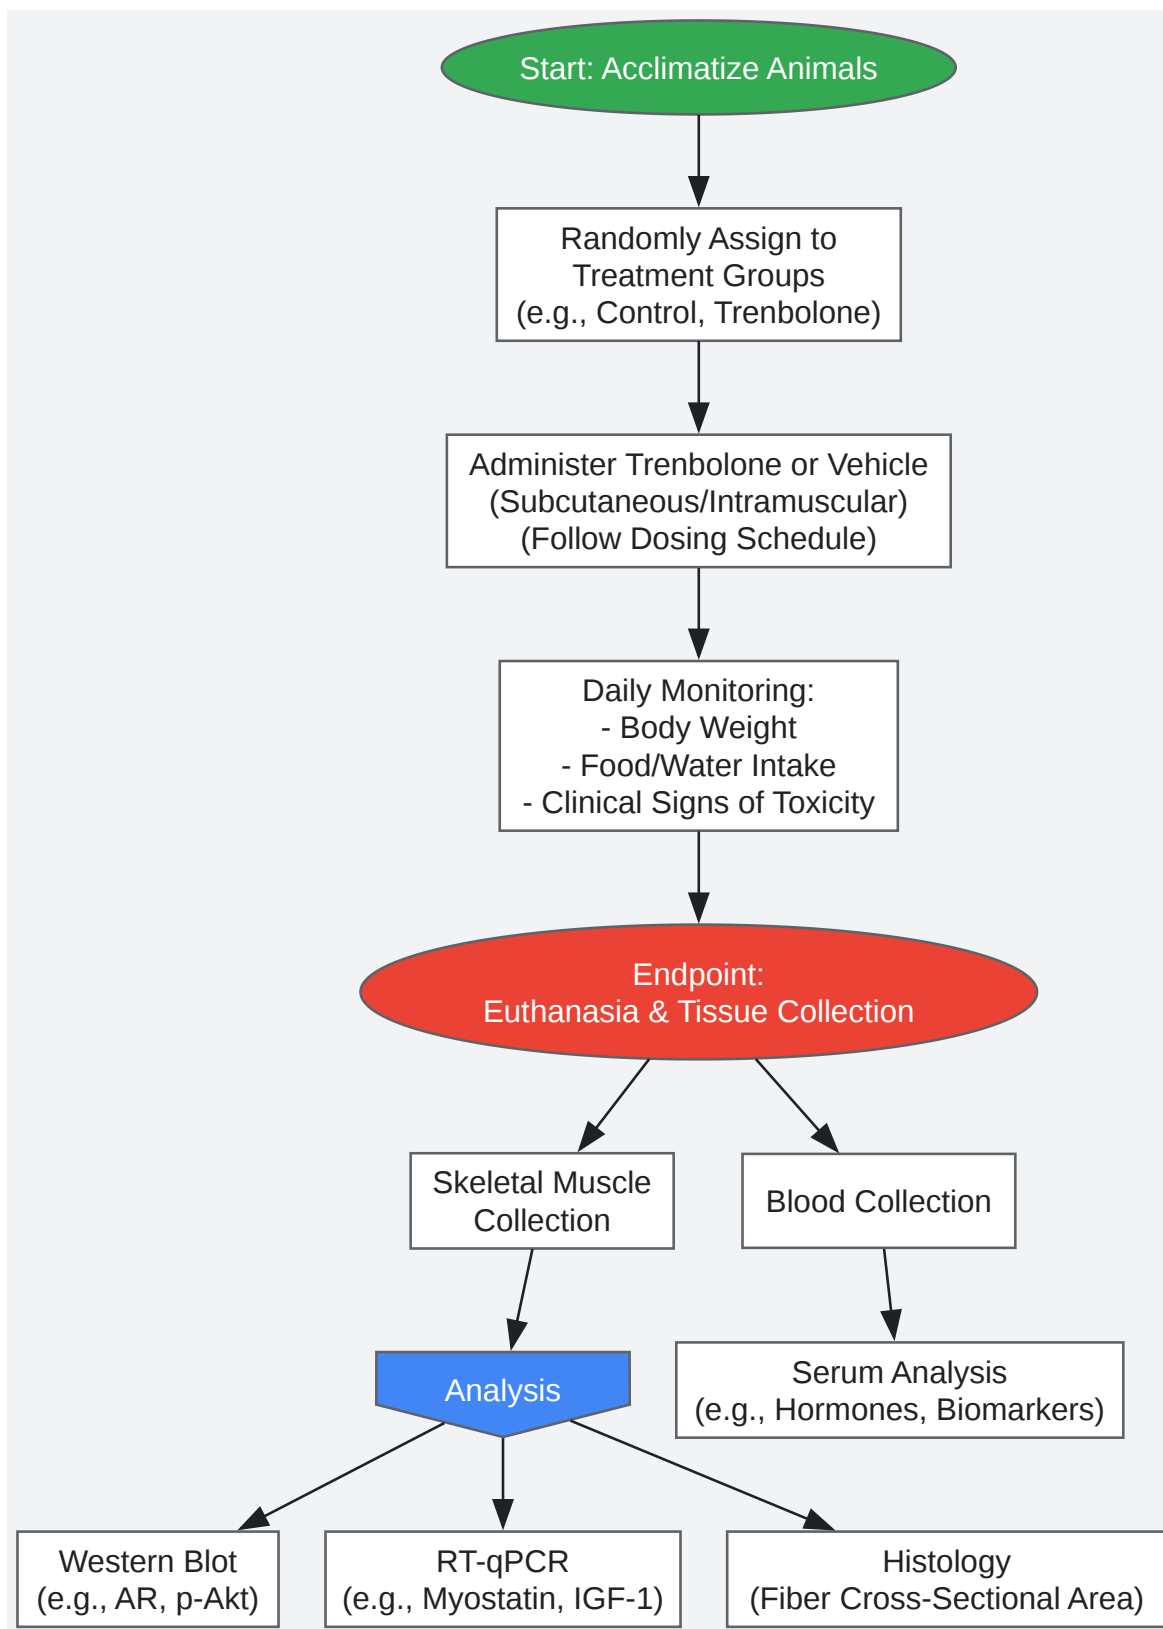 Start: Acclimatize Animals
Randomly Assign to
Treatment Groups
(e.g., Control, Trenbolone)
Administer Trenbolone or Vehicle
(Subcutaneous/Intramuscular)
(Follow Dosing Schedule)
Daily Monitoring:
- Body Weight
- Food/Water Intake
- Clinical Signs of Toxicity
Endpoint:
Euthanasia & Tissue Collection
Skeletal Muscle
Collection
Blood Collection
Analysis
Serum Analysis
(e.g., Hormones, Biomarkers)
Western Blot
(e.g., AR, p-Akt)
RT-qPCR
(e.g., Myostatin, IGF-1)
Histology
(Fiber Cross-Sectional Area)